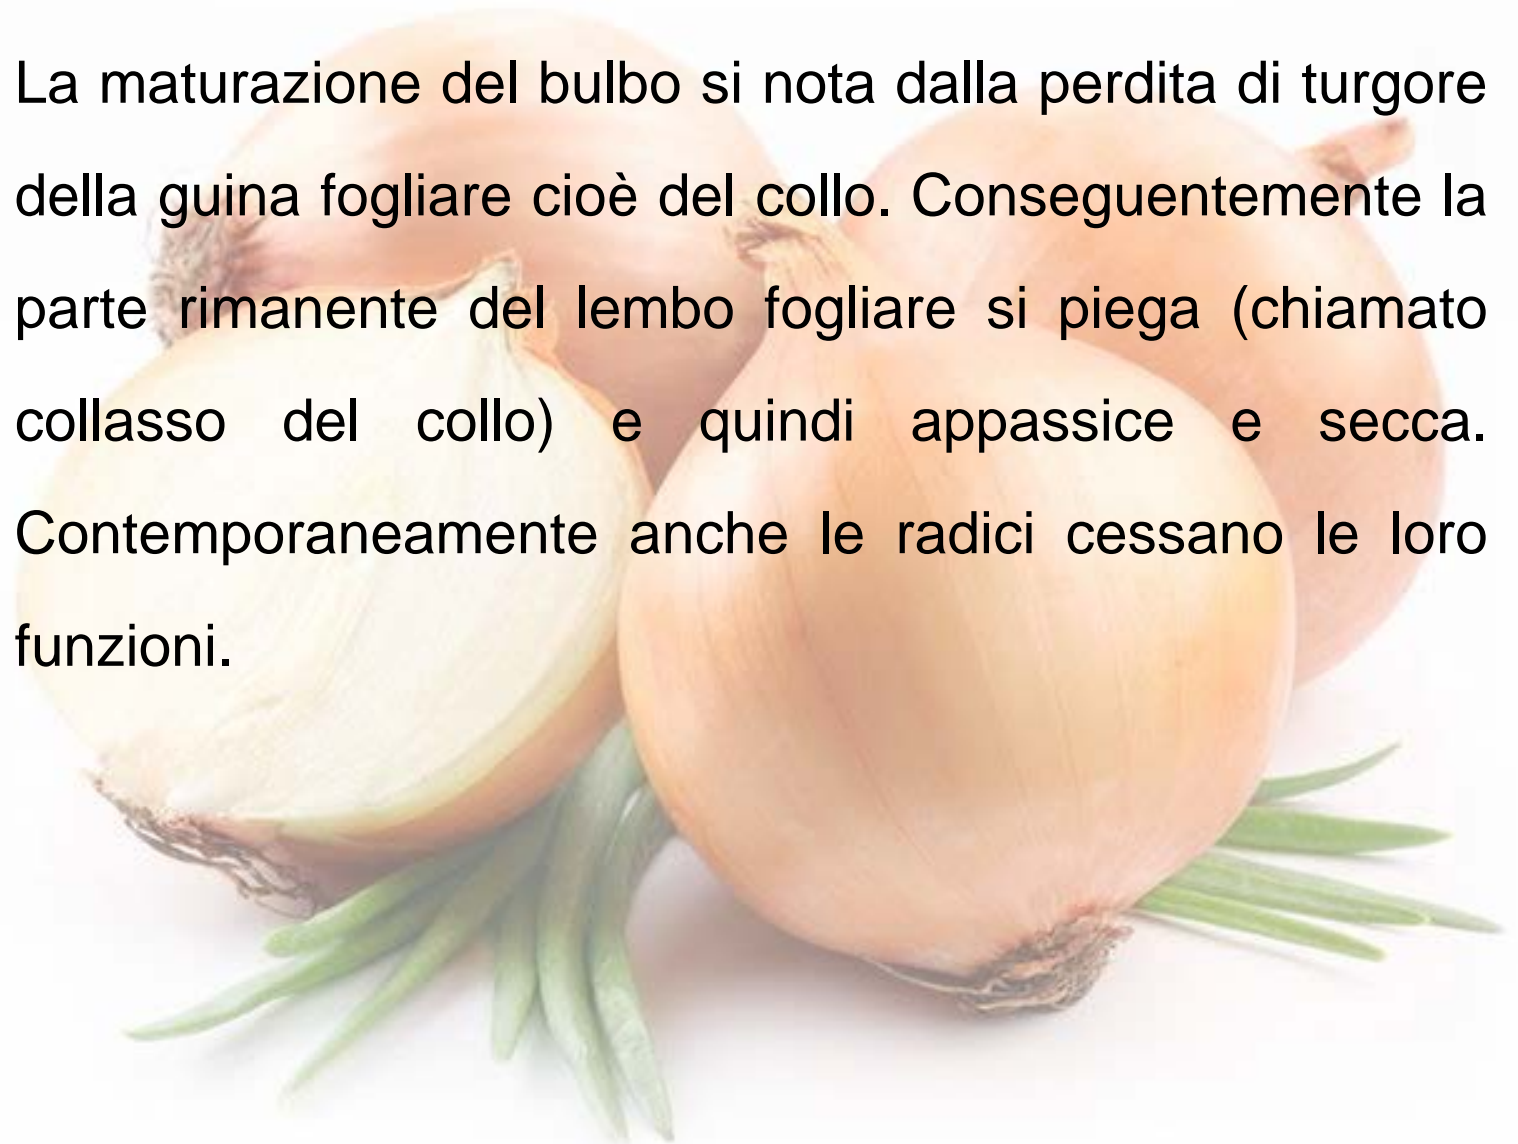 La maturazione del bulbo si nota dalla perdita di turgore
della guina fogliare cioè del collo. Conseguentemente la
parte rimanente del lembo fogliare si piega (chiamato
collasso del collo) e quindi appassice e secca.
Contemporaneamente anche le radici cessano le loro
funzioni.